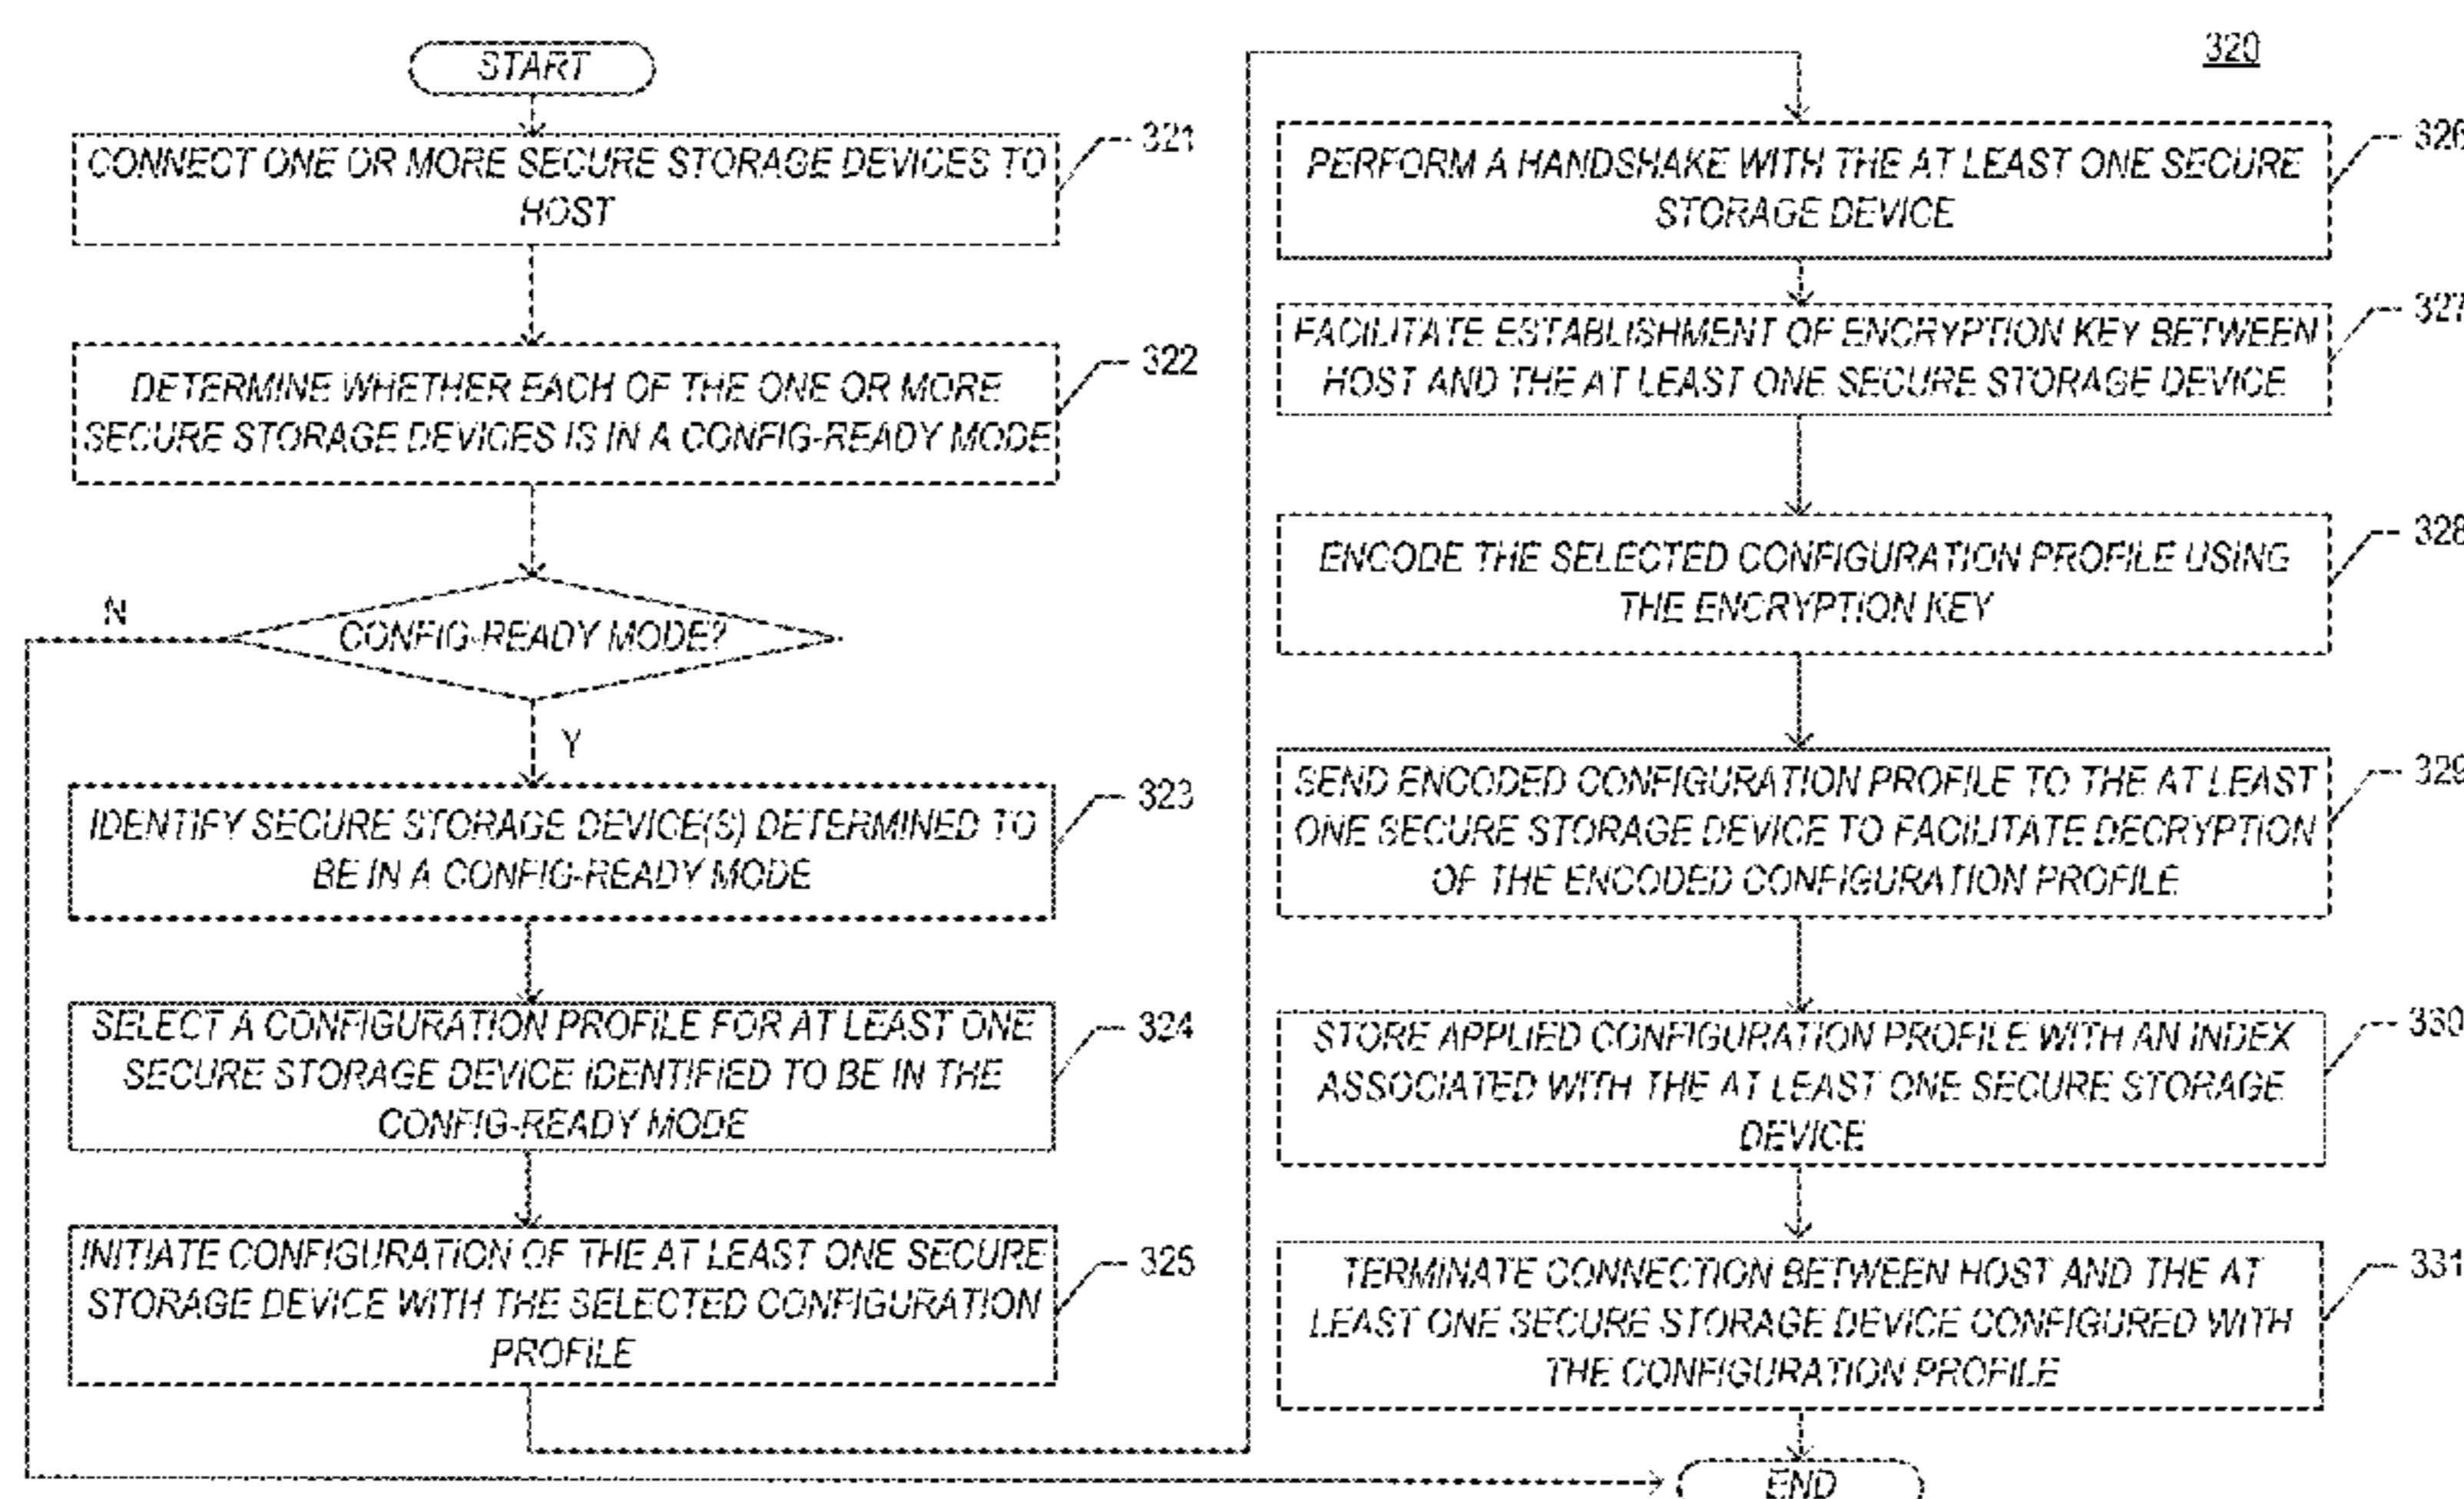 320
START
CONNECT ONE OR MORE SECURE STORAGE DEVICES TO
HOST
321
DETERMINE WHETHER EACH OF THE ONE OR MORE
SECURE STORAGE DEVICES IS IN A CONFIG-READY MODE
322
CONFIG-READY MODE?
N
Y
IDENTIFY SECURE STORAGE DEVICE(S) DETERMINED TO
BE IN A CONFIG-READY MODE
323
SELECT A CONFIGURATION PROFILE FOR AT LEAST ONE
SECURE STORAGE DEVICE IDENTIFIED TO BE IN THE
CONFIG-READY MODE
324
INITIATE CONFIGURATION OF THE AT LEAST ONE SECURE
STORAGE DEVICE WITH THE SELECTED CONFIGURATION
PROFILE
325
PERFORM A HANDSHAKE WITH THE AT LEAST ONE SECURE
STORAGE DEVICE
326
FACILITATE ESTABLISHMENT OF ENCRYPTION KEY BETWEEN
HOST AND THE AT LEAST ONE SECURE STORAGE DEVICE
327
ENCODE THE SELECTED CONFIGURATION PROFILE USING
THE ENCRYPTION KEY
328
SEND ENCODED CONFIGURATION PROFILE TO THE AT LEAST
ONE SECURE STORAGE DEVICE TO FACILITATE DECRYPTION
OF THE ENCODED CONFIGURATION PROFILE
329
STORE APPLIED CONFIGURATION PROFILE WITH AN INDEX
ASSOCIATED WITH THE AT LEAST ONE SECURE STORAGE
DEVICE
330
TERMINATE CONNECTION BETWEEN HOST AND THE AT
LEAST ONE SECURE STORAGE DEVICE CONFIGURED WITH
THE CONFIGURATION PROFILE
331
END